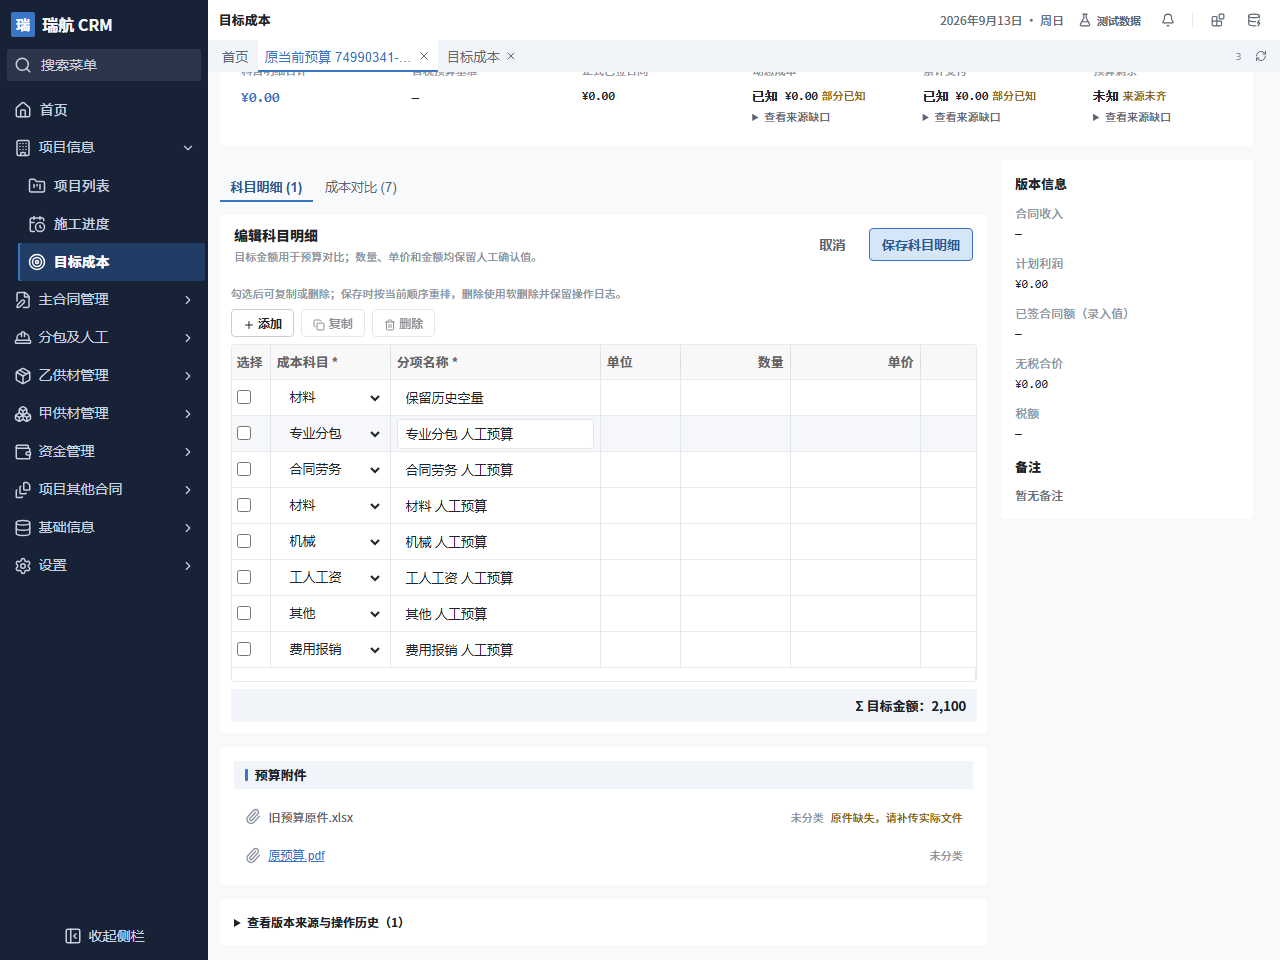 瑞 瑞航 CRM
搜索菜单
首页
项目信息
项目列表
施工进度
目标成本
主合同管理
分包及人工
乙供材管理
甲供材管理
资金管理
项目其他合同
基础信息
设置
收起侧栏
目标成本
2026年9月13日 · 周日 测试数据
首页 原当前预算 74990341-... 目标成本 3
¥0.00 – ¥0.00 已知 ¥0.00 部分已知 已知 ¥0.00 部分已知 未知 来源未齐
查看来源缺口 查看来源缺口 查看来源缺口
科目明细 (1) 成本对比 (7)
编辑科目明细
目标金额用于预算对比；数量、单价和金额均保留人工确认值。
取消 保存科目明细
勾选后可复制或删除；保存时按当前顺序重排，删除使用软删除并保留操作日志。
+ 添加 复制 删除
选择 成本科目 * 分项名称 * 单位 数量 单价
材料 保留历史空量
专业分包 专业分包 人工预算
合同劳务 合同劳务 人工预算
材料 材料 人工预算
机械 机械 人工预算
工人工资 工人工资 人工预算
其他 其他 人工预算
费用报销 费用报销 人工预算
Σ 目标金额：2,100
预算附件
旧预算原件.xlsx 未分类 原件缺失，请补传实际文件
原预算.pdf 未分类
查看版本来源与操作历史（1）
版本信息
合同收入
–
计划利润
¥0.00
已签合同额（录入值）
–
无税合价
¥0.00
税额
–
备注
暂无备注